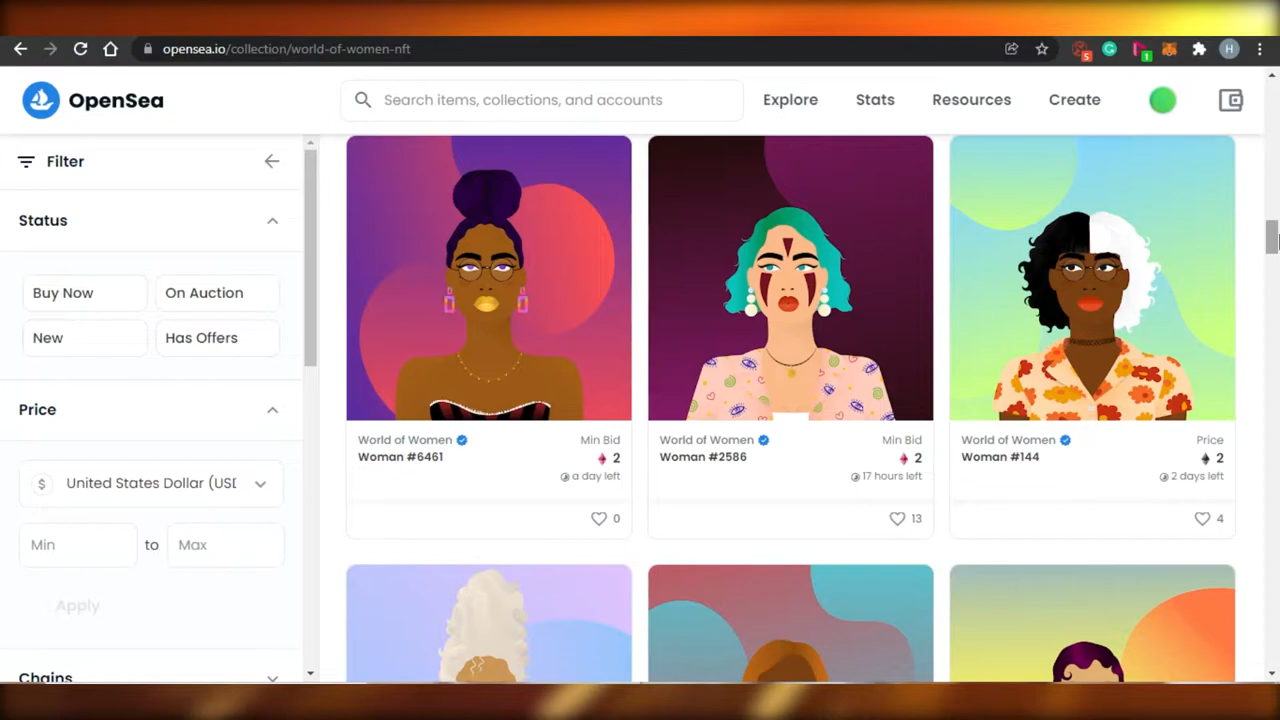 opensea.io/collection/world-of-women-nft
5
1
H
OpenSea
Search items, collections, and accounts
Explore
Stats
Resources
Create
Filter
Status
Buy Now
On Auction
New
Has Offers
Price
$ United States Dollar (USD
Min
to
Max
Apply
Chains
World of Women
Min Bid
Woman #6461
2
a day left
0
World of Women
Min Bid
Woman #2586
2
17 hours left
13
World of Women
Price
Woman #144
2
2 days left
4